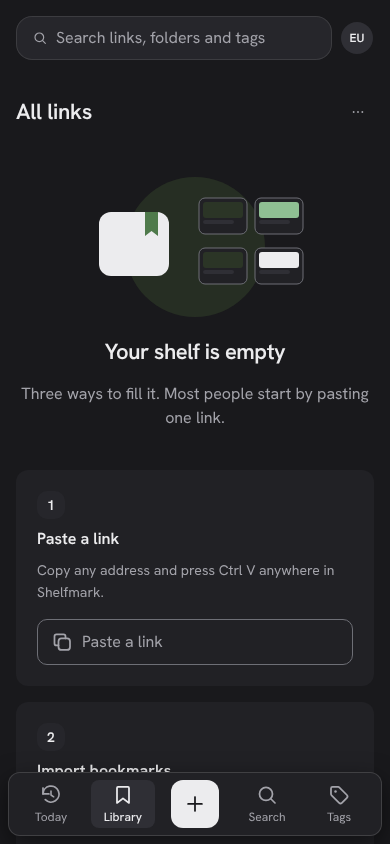 Search links, folders and tags
EU
All links
Your shelf is empty
Three ways to fill it. Most people start by pasting
one link.
1
Paste a link
Copy any address and press Ctrl V anywhere in
Shelfmark.
Paste a link
2
Import bookmarks
Today
Library
Search
Tags